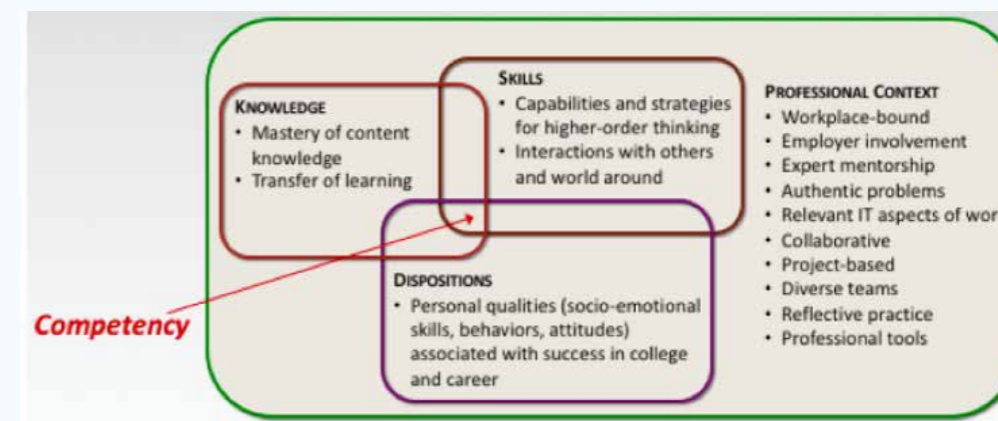 KNOWLEDGE
• Mastery of content
knowledge
• Transfer of learning
SKILLS
• Capabilities and strategies
for higher-order thinking
• Interactions with others
and world around
DISPOSITIONS
• Personal qualities (socio-emotional
skills, behaviors, attitudes)
associated with success in college
and career
PROFESSIONAL CONTEXT
• Workplace-bound
• Employer involvement
• Expert mentorship
• Authentic problems
• Relevant IT aspects of wor
• Collaborative
• Project-based
• Diverse teams
• Reflective practice
• Professional tools
Competency